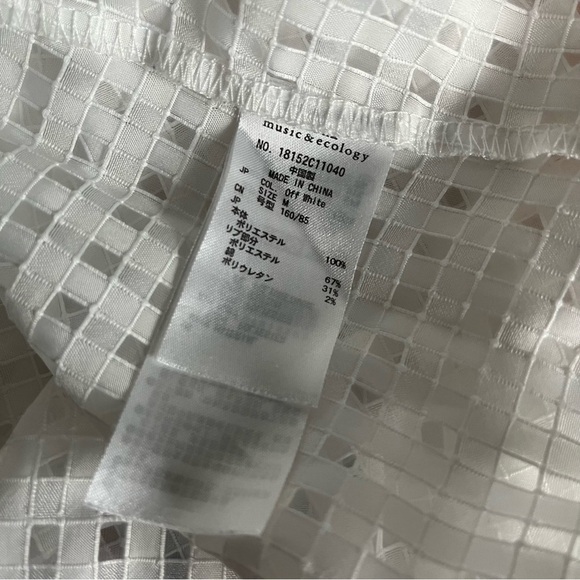 music&ecology
NO. 18152C11040
中国製
JP MADE IN CHINA
COL. Off White
CN SIZE M
JP 号型 160/85
本体
ポリエステル 100%
リブ部分
ポリエステル 67%
綿 31%
ポリウレタン 2%